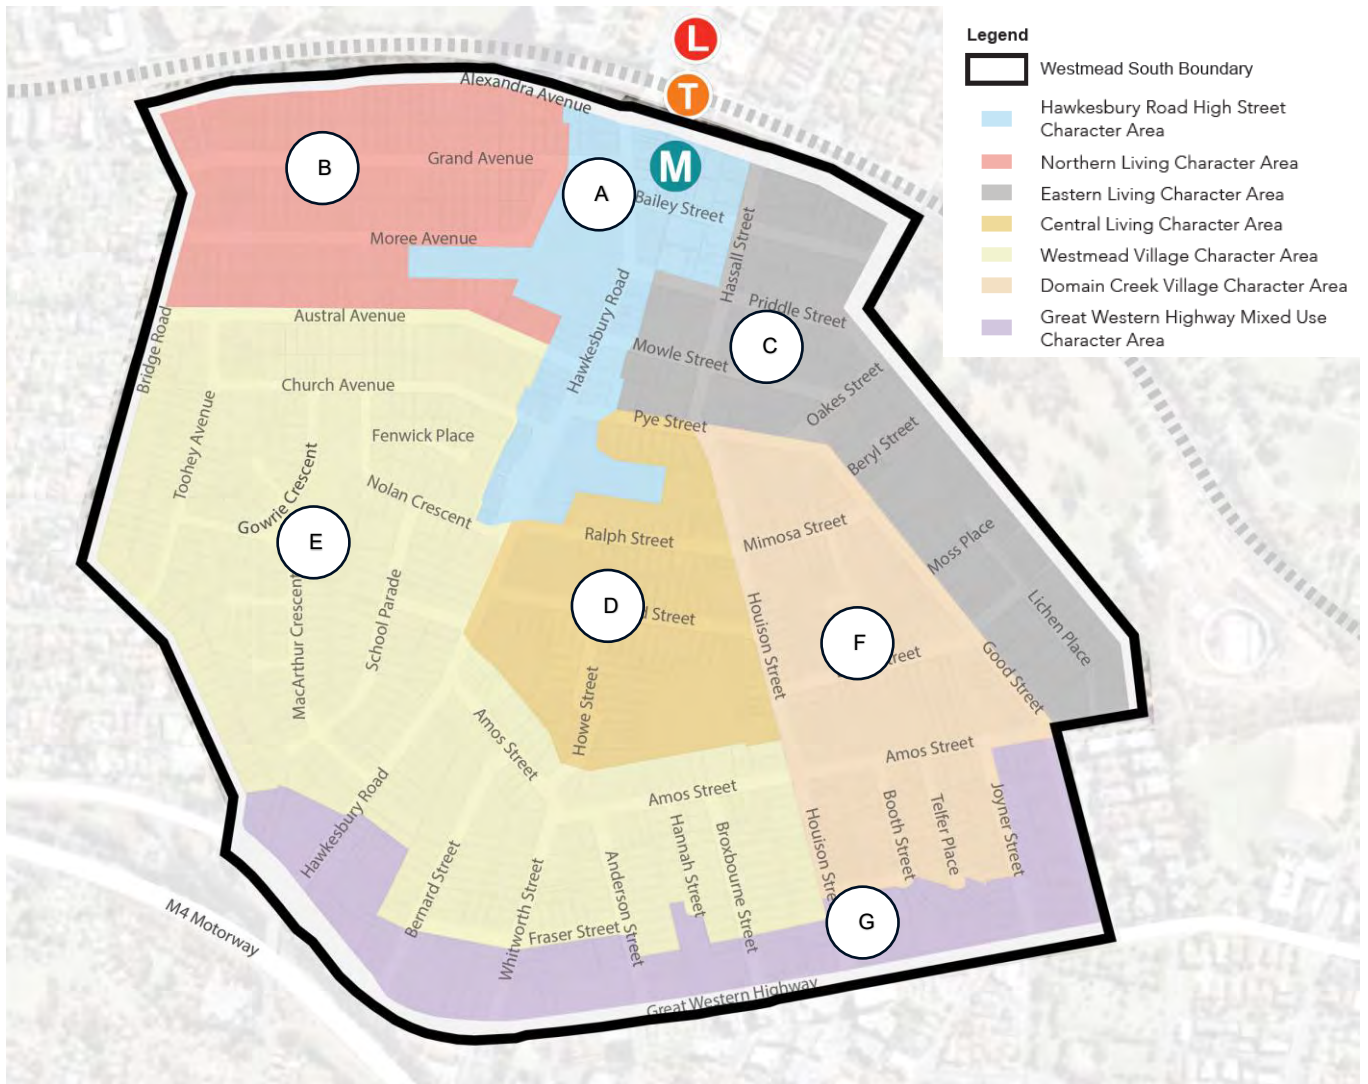 L
T
Alexandra Avenue
M
B
Grand Avenue
A
Bailey Street
Moree Avenue
Hassall Street
Priddle Street
Bridge Road
Austral Avenue
Hawkesbury Road
Mowle Street
C
Church Avenue
Oakes Street
Toohey Avenue
Fenwick Place
Pye Street
Beryl Street
Gowrie Crescent
Nolan Crescent
E
Ralph Street
Mimosa Street
Moss Place
MacArthur Crescent
School Parade
D
Street
Houison Street
F
Lichen Place
Good Street
Howe Street
Amos Street
Amos Street
Amos Street
Hawkesbury Road
Bernard Street
Whitworth Street
Anderson Street
Hannah Street
Broxbourne Street
Houison Stre
Booth Street
Telfer Place
Joyner Street
G
Fraser Street
M4 Motorway
Great Western Highway
Legend
Westmead South Boundary
Hawkesbury Road High Street
Character Area
Northern Living Character Area
Eastern Living Character Area
Central Living Character Area
Westmead Village Character Area
Domain Creek Village Character Area
Great Western Highway Mixed Use
Character Area